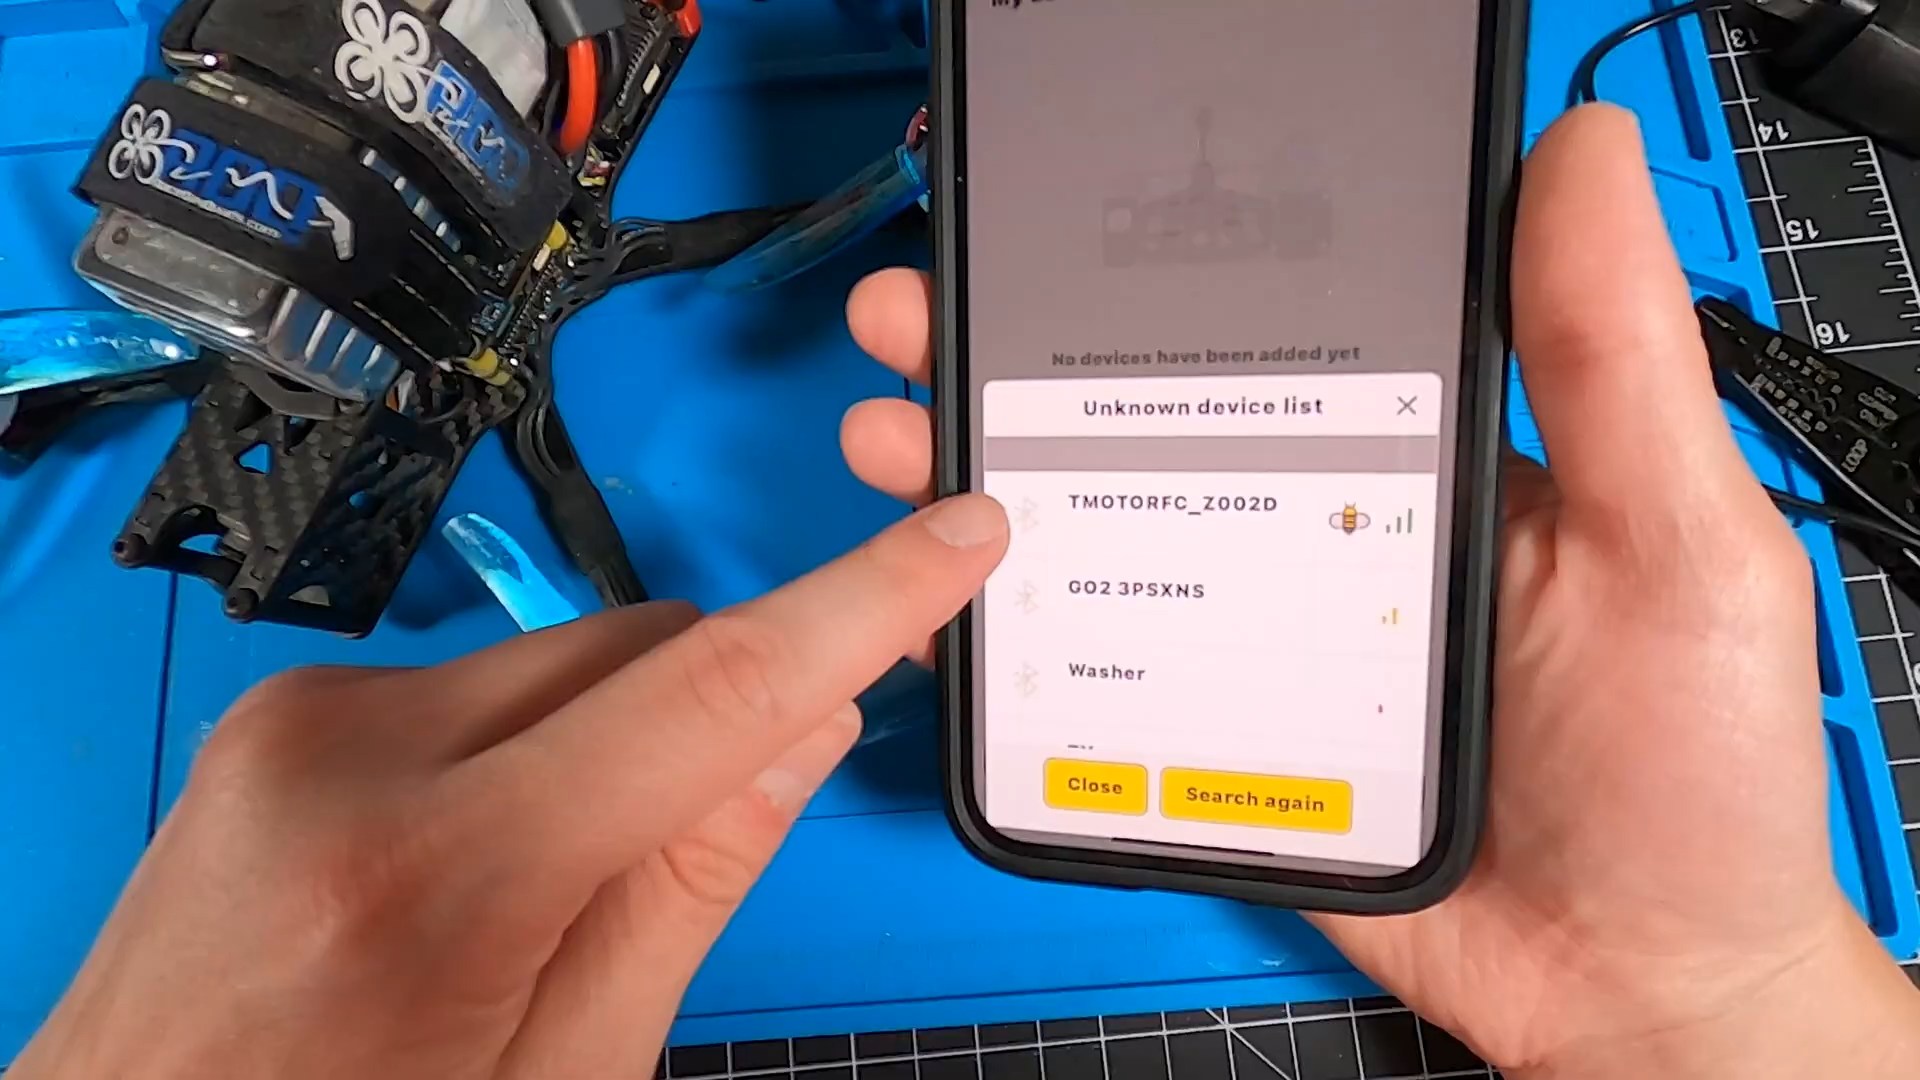 No devices have been added yet
Unknown device list
TMOTORFC_Z002D
GO2 3PSXNS
Washer
Close
Search again
13
14
15
16